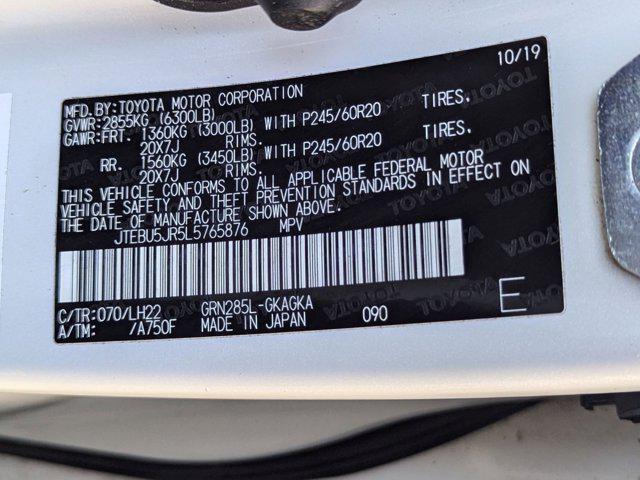 10/19
MFD.BY:TOYOTA MOTOR CORPORATION
GVWR:2855KG (6300LB)
GAWR:FRT. 1360KG (3000LB) WITH P245/60R20 TIRES.
20X7J RIMS.
RR. 1560KG (3450LB) WITH P245/60R20 TIRES.
20X7J RIMS.
THIS VEHICLE CONFORMS TO ALL APPLICABLE FEDERAL MOTOR
VEHICLE SAFETY AND THEFT PREVENTION STANDARDS IN EFFECT ON
THE DATE OF MANUFACTURE SHOWN ABOVE.
JTEBU5JR5L5765876 MPV
C/TR:070/LH22 GRN285L-GKAGKA
A/TM: /A750F MADE IN JAPAN 090
E